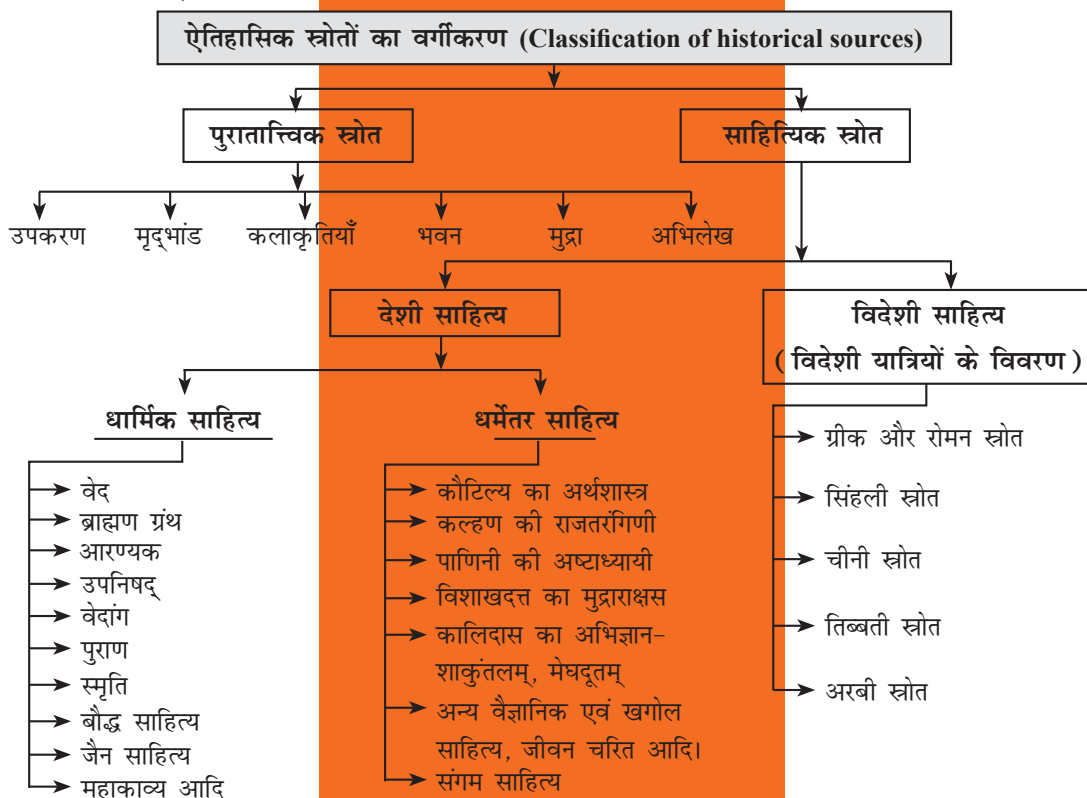 ऐतिहासिक स्त्रोतों का वर्गीकरण (Classification of historical sources)
पुरातात्त्विक स्त्रोत
साहित्यिक स्त्रोत
उपकरण
मृद्‌भांड
कलाकृतियाँ
भवन
मुद्रा
अभिलेख
देशी साहित्य
विदेशी साहित्य
(विदेशी यात्रियों के विवरण)
धार्मिक साहित्य
वेद
ब्राह्मण ग्रंथ
आरण्यक
उपनिषद्
वेदांग
पुराण
स्मृति
बौद्ध साहित्य
जैन साहित्य
महाकाव्य आदि
धर्मेतर साहित्य
कौटिल्य का अर्थशास्त्र
कल्हण की राजतरंगिणी
पाणिनी की अष्टाध्यायी
विशाखदत्त का मुद्राराक्षस
कालिदास का अभिज्ञान-
शाकुंतलम्, मेघदूतम्
अन्य वैज्ञानिक एवं खगोल
साहित्य, जीवन चरित आदि।
संगम साहित्य
ग्रीक और रोमन स्त्रोत
सिंहली स्त्रोत
चीनी स्त्रोत
तिब्बती स्त्रोत
अरबी स्त्रोत